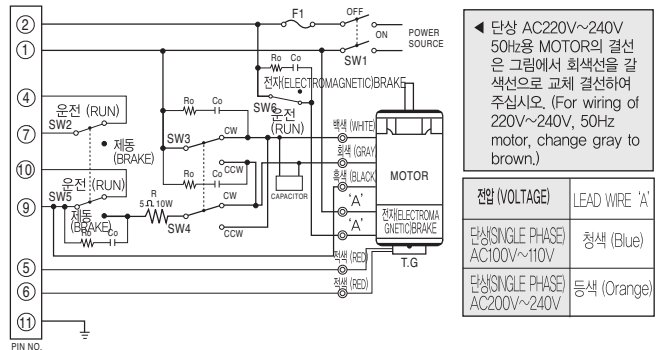 ②
①
④
⑦
⑩
⑨
⑤
⑥
⑪
PIN NO.
F1
OFF
ON
POWER
SOURCE
SW1
Ro Co
전자(ELECTROMAGNETIC)BRAKE
SW6
운전
(RUN)
운전 (RUN)
SW2
제동
(BRAKE)
Ro Co
SW3
CW
CCW
Ro Co
CW
CCW
SW4
운전 (RUN)
SW5
제동
(BRAKE)
Ro Co
R
5Ω 10W
CAPACITOR
백색 (WHITE)
회색 (GRAY)
흑색 (BLACK)
'A'
'A'
적색 (RED)
적색 (RED)
MOTOR
전자(ELECTROMA
GNETIC)BRAKE
T.G
◀ 단상 AC220V~240V
50Hz용 MOTOR의 결선
은 그림에서 회색선을 갈
색선으로 교체 결선하여
주십시오. (For wiring of
220V~240V, 50Hz
motor, change gray to
brown.)
전압 (VOLTAGE) LEAD WIRE 'A'
단상(SINGLE PHASE)
AC100V~110V
청색 (Blue)
단상(SINGLE PHASE)
AC200V~240V
등색 (Orange)